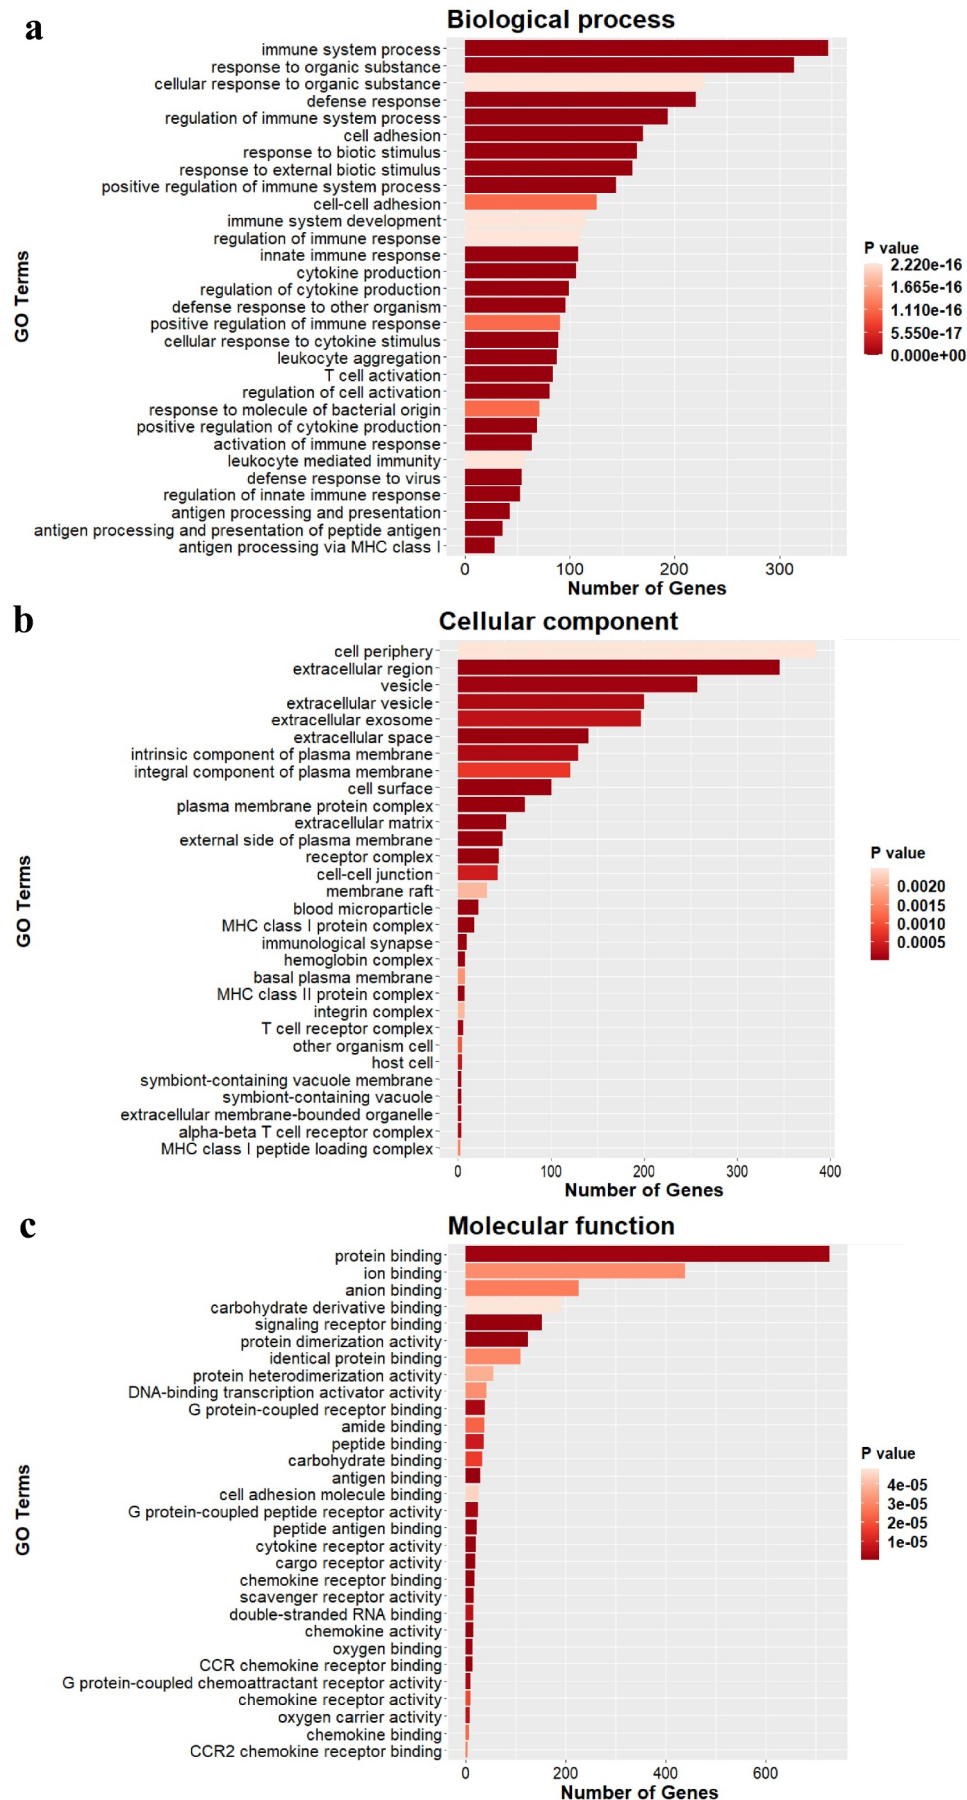 a
Biological process
immune system process
response to organic substance
cellular response to organic substance
defense response
regulation of immune system process
cell adhesion
response to biotic stimulus
response to external biotic stimulus
positive regulation of immune system process
cell-cell adhesion
immune system development
regulation of immune response
innate immune response
cytokine production
regulation of cytokine production
defense response to other organism
positive regulation of immune response
cellular response to cytokine stimulus
leukocyte aggregation
T cell activation
regulation of cell activation
response to molecule of bacterial origin
positive regulation of cytokine production
activation of immune response
leukocyte mediated immunity
defense response to virus
regulation of innate immune response
antigen processing and presentation
antigen processing and presentation of peptide antigen
antigen processing via MHC class I
GO Terms
0 100 200 300
Number of Genes
P value
2.220e-16
1.665e-16
1.110e-16
5.550e-17
0.000e+00
b
Cellular component
cell periphery
extracellular region
vesicle
extracellular vesicle
extracellular exosome
extracellular space
intrinsic component of plasma membrane
integral component of plasma membrane
cell surface
plasma membrane protein complex
extracellular matrix
external side of plasma membrane
receptor complex
cell-cell junction
membrane raft
blood microparticle
MHC class I protein complex
immunological synapse
hemoglobin complex
basal plasma membrane
MHC class II protein complex
integrin complex
T cell receptor complex
other organism cell
host cell
symbiont-containing vacuole membrane
symbiont-containing vacuole
extracellular membrane-bounded organelle
alpha-beta T cell receptor complex
MHC class I peptide loading complex
GO Terms
0 100 200 300 400
Number of Genes
P value
0.0020
0.0015
0.0010
0.0005
c
Molecular function
protein binding
ion binding
anion binding
carbohydrate derivative binding
signaling receptor binding
protein dimerization activity
identical protein binding
protein heterodimerization activity
DNA-binding transcription activator activity
G protein-coupled receptor binding
amide binding
peptide binding
carbohydrate binding
antigen binding
cell adhesion molecule binding
G protein-coupled peptide receptor activity
peptide antigen binding
cytokine receptor activity
cargo receptor activity
chemokine receptor binding
scavenger receptor activity
double-stranded RNA binding
chemokine activity
oxygen binding
CCR chemokine receptor binding
G protein-coupled chemoattractant receptor activity
chemokine receptor activity
oxygen carrier activity
chemokine binding
CCR2 chemokine receptor binding
GO Terms
0 200 400 600
Number of Genes
P value
4e-05
3e-05
2e-05
1e-05